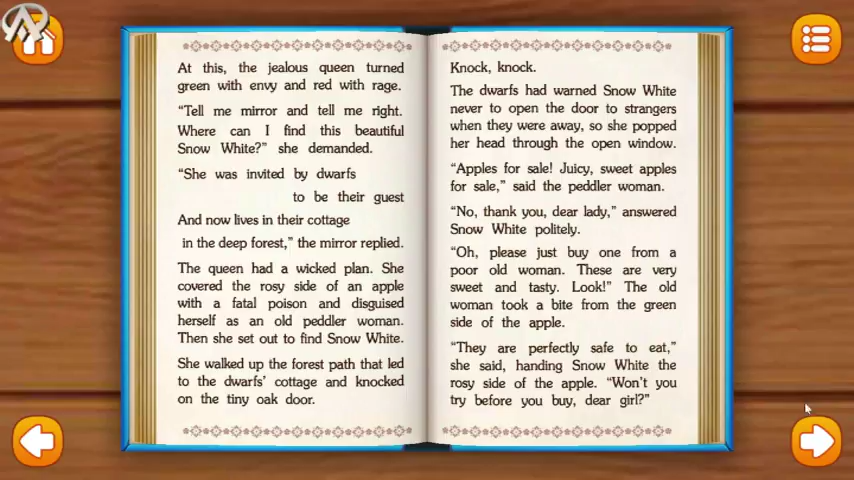 At this, the jealous queen turned
green with envy and red with rage.
“Tell me mirror and tell me right.
Where can I find this beautiful
Snow White?” she demanded.
“She was invited by dwarfs
to be their guest
And now lives in their cottage
in the deep forest,” the mirror replied.
The queen had a wicked plan. She
covered the rosy side of an apple
with a fatal poison and disguised
herself as an old peddler woman.
Then she set out to find Snow White.
She walked up the forest path that led
to the dwarfs’ cottage and knocked
on the tiny oak door.
Knock, knock.
The dwarfs had warned Snow White
never to open the door to strangers
when they were away, so she popped
her head through the open window.
“Apples for sale! Juicy, sweet apples
for sale,” said the peddler woman.
“No, thank you, dear lady,” answered
Snow White politely.
“Oh, please just buy one from a
poor old woman. These are very
sweet and tasty. Look!” The old
woman took a bite from the green
side of the apple.
“They are perfectly safe to eat,”
she said, handing Snow White the
rosy side of the apple. “Won’t you
try before you buy, dear girl?”